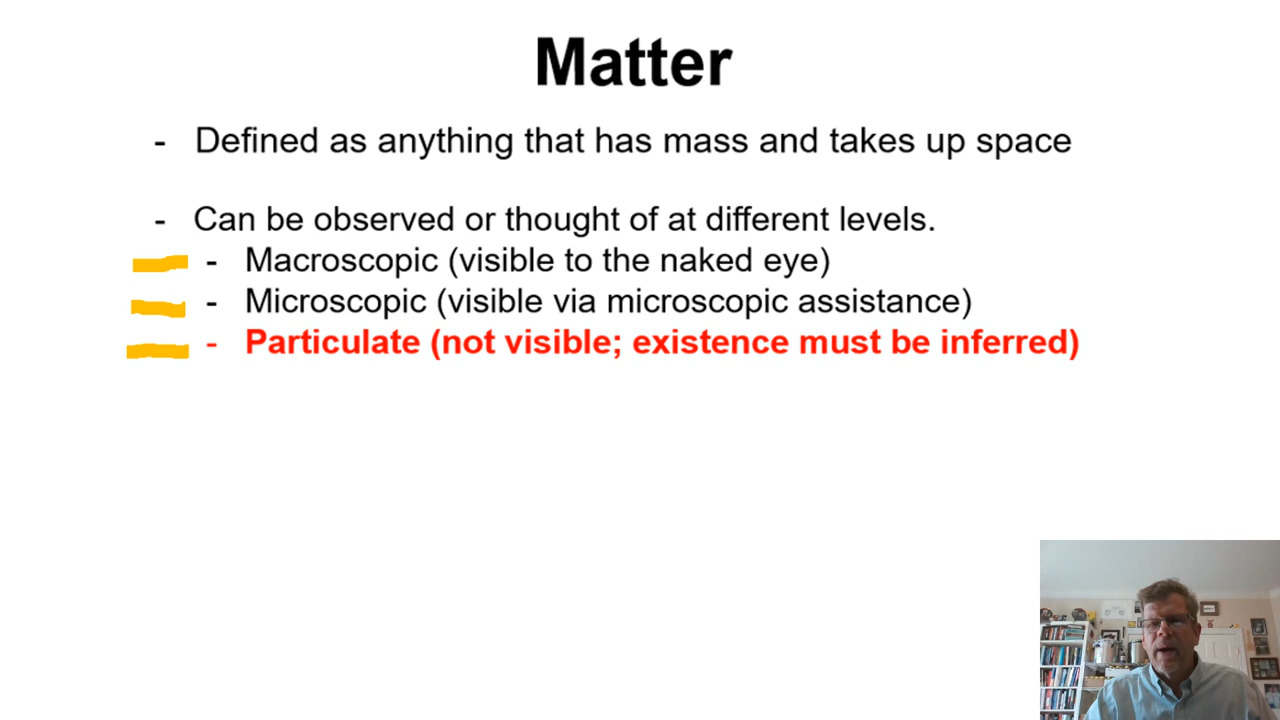 Matter
- Defined as anything that has mass and takes up space
- Can be observed or thought of at different levels.
- Macroscopic (visible to the naked eye)
- Microscopic (visible via microscopic assistance)
- Particulate (not visible; existence must be inferred)